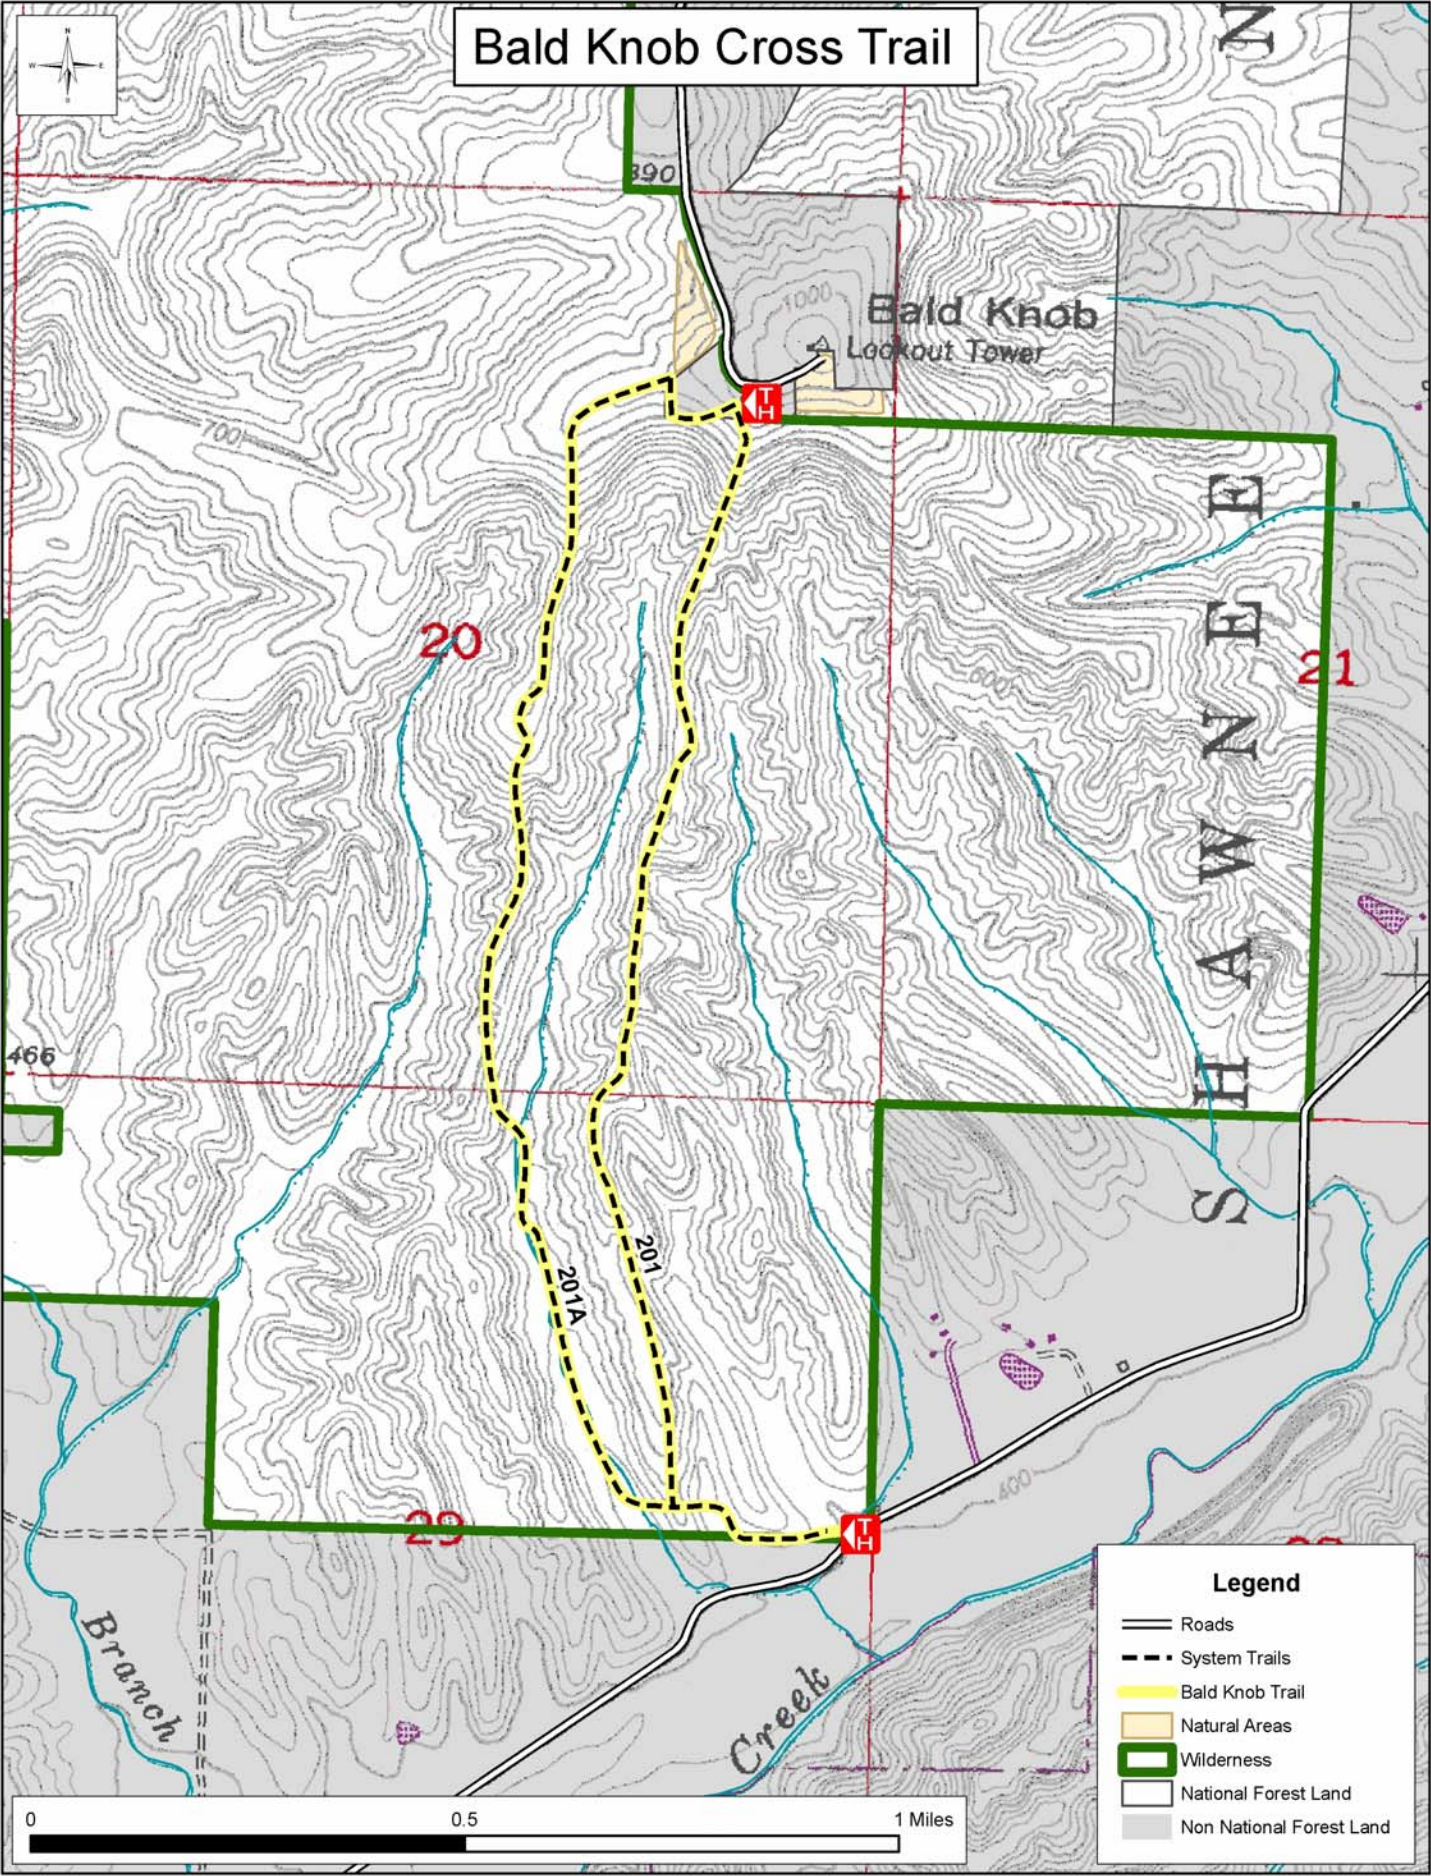 Bald Knob Cross Trail
N
W E
N
390
1000
Bald Knob
Lookout Tower
T
H
700
E
20
E
21
600
N
W
A
466
H
S
201
201A
400
29
T
H
Branch
Creek
Legend
Roads
System Trails
Bald Knob Trail
Natural Areas
Wilderness
National Forest Land
Non National Forest Land
0 0.5 1 Miles